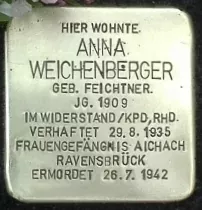 HIER WOHNTE
ANNA
WEICHENBERGER
GEB. FEICHTNER
JG. 1909
IM WIDERSTAND/KPD,RHD.
VERHAFTET 29.8.1935
FRAUENGEFÄNGNIS AICHACH
RAVENSBRÜCK
ERMORDET 26.7.1942